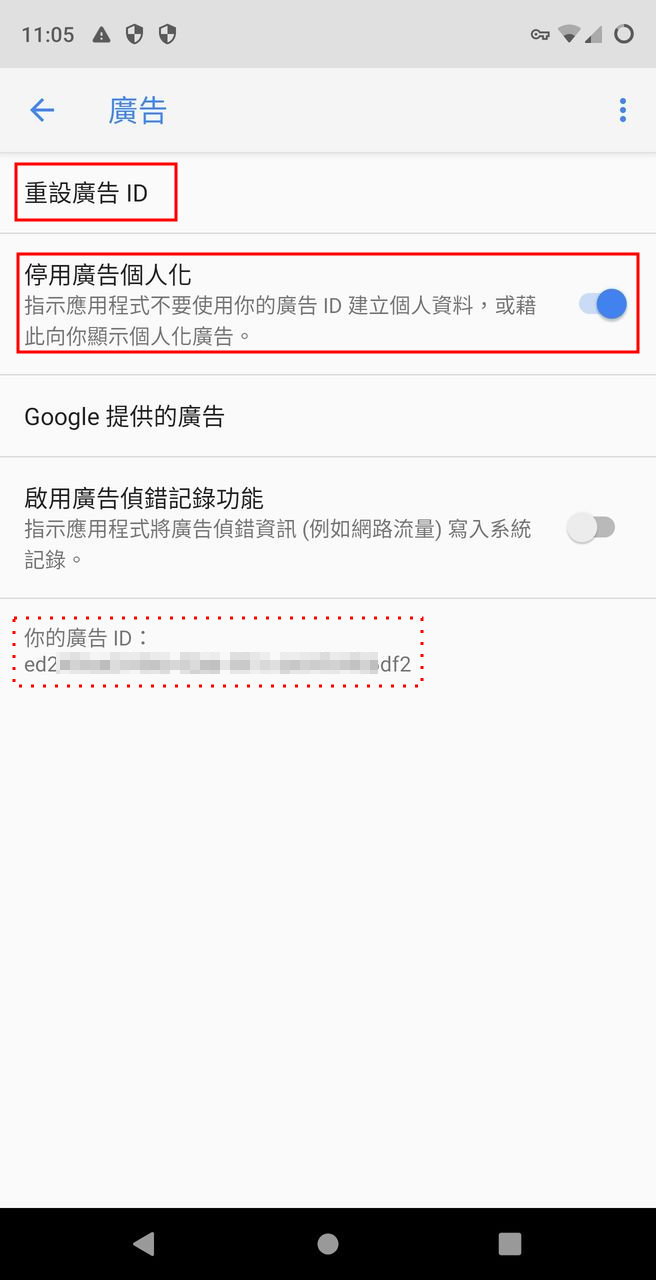 11:05
廣告
重設廣告 ID
停用廣告個人化
指示應用程式不要使用你的廣告 ID 建立個人資料，或藉
此向你顯示個人化廣告。
Google 提供的廣告
啟用廣告偵錯記錄功能
指示應用程式將廣告偵錯資訊 (例如網路流量) 寫入系統
記錄。
你的廣告 ID：
ed2 df2